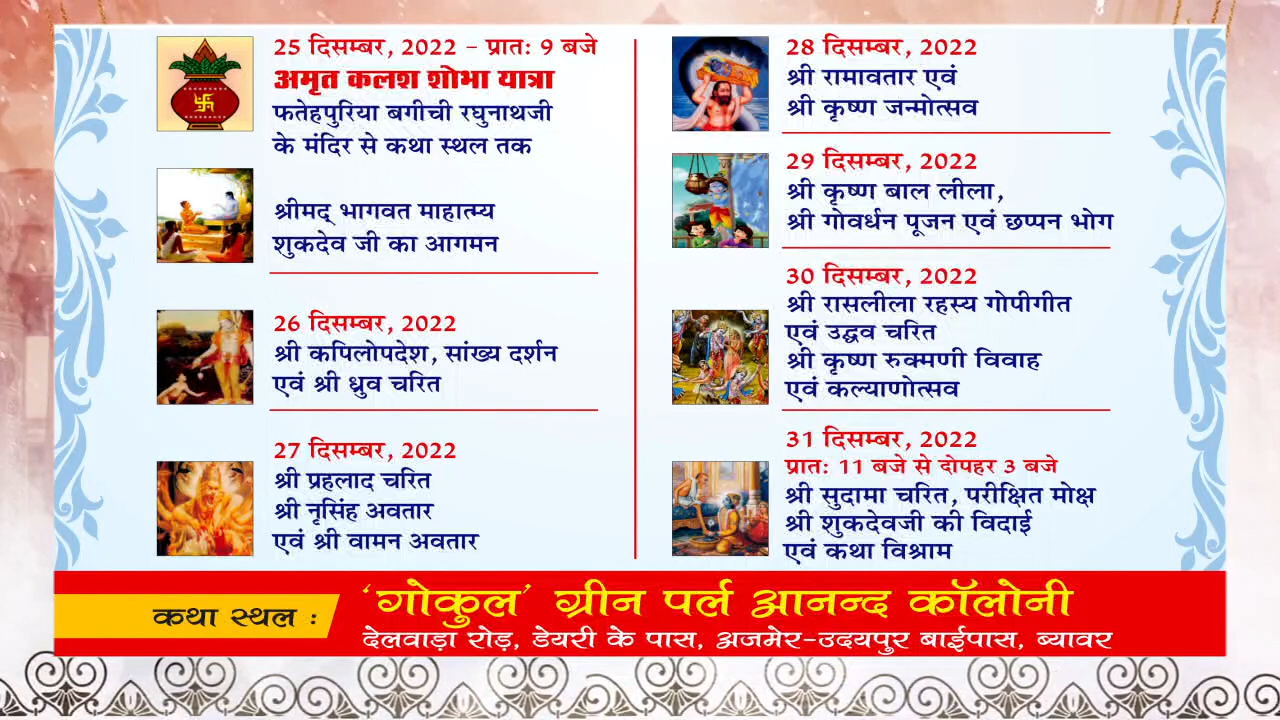 25 दिसम्बर, 2022 - प्रातः 9 बजे
अमृत कलश शोभा यात्रा
फतेहपुरिया बगीची रघुनाथजी
के मंदिर से कथा स्थल तक
श्रीमद् भागवत माहात्म्य
शुकदेव जी का आगमन
26 दिसम्बर, 2022
श्री कपिलोपदेश, सांख्य दर्शन
एवं श्री ध्रुव चरित
27 दिसम्बर, 2022
श्री प्रहलाद चरित
श्री नृसिंह अवतार
एवं श्री वामन अवतार
28 दिसम्बर, 2022
श्री रामावतार एवं
श्री कृष्ण जन्मोत्सव
29 दिसम्बर, 2022
श्री कृष्ण बाल लीला,
श्री गोवर्धन पूजन एवं छप्पन भोग
30 दिसम्बर, 2022
श्री रासलीला रहस्य गोपीगीत
एवं उद्धव चरित
श्री कृष्ण रुक्मणी विवाह
एवं कल्याणोत्सव
31 दिसम्बर, 2022
प्रातः 11 बजे से दोपहर 3 बजे
श्री सुदामा चरित, परीक्षित मोक्ष
श्री शुकदेवजी की विदाई
एवं कथा विश्राम
कथा स्थल :
‘गोकुल’ ग्रीन पर्ल आनन्द कॉलोनी
देलवाड़ा रोड़, डेयरी के पास, अजमेर-उदयपुर बाईपास, ब्यावर